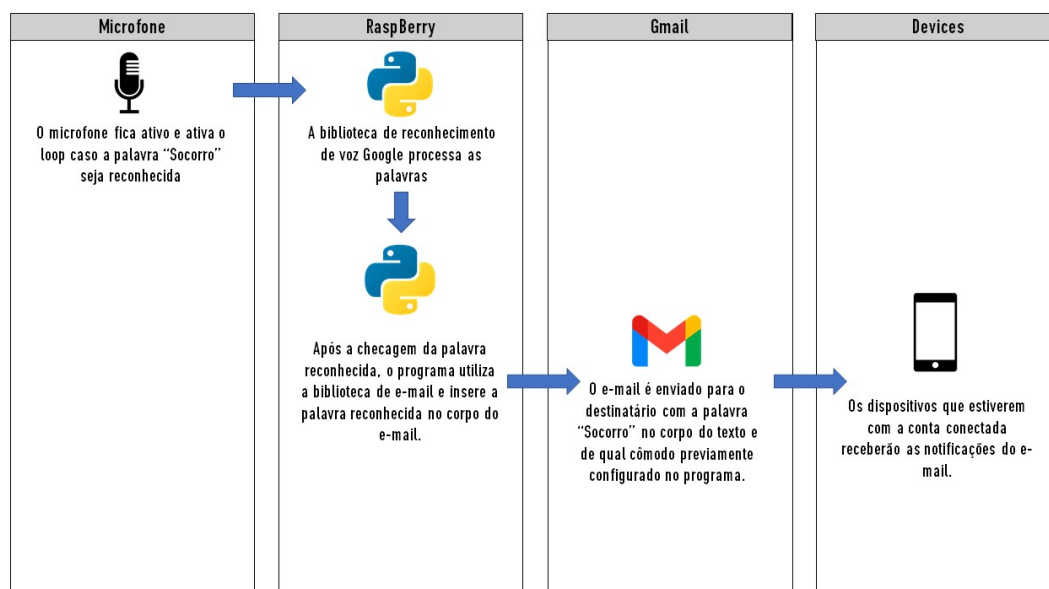 Microfone
RaspBerry
Gmail
Devices
O microfone fica ativo e ativa o
loop caso a palavra “Socorro”
seja reconhecida
A biblioteca de reconhecimento
de voz Google processa as
palavras
Após a checagem da palavra
reconhecida, o programa utiliza
a biblioteca de e-mail e insere a
palavra reconhecida no corpo do
e-mail.
O e-mail é enviado para o
destinatário com a palavra
“Socorro” no corpo do texto e
de qual cômodo previamente
configurado no programa.
Os dispositivos que estiverem
com a conta conectada
receberão as notificações do e-
mail.